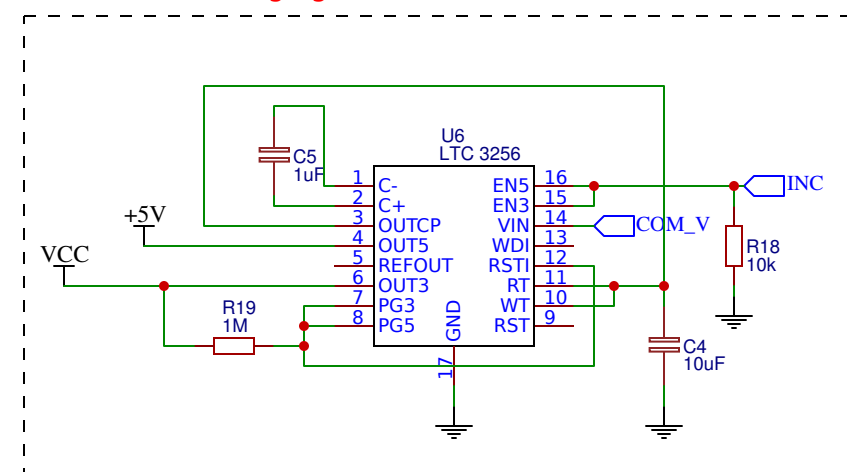 U6
LTC 3256
C5
1uF
1
2
3
4
5
6
7
8
C-
C+
OUTCP
OUT5
REFOUT
OUT3
PG3
PG5
GND
17
EN5
EN3
VIN
WDI
RSTI
RT
WT
RST
16
15
14
13
12
11
10
9
INC
COM_V
R18
10k
+5V
VCC
R19
1M
C4
10uF